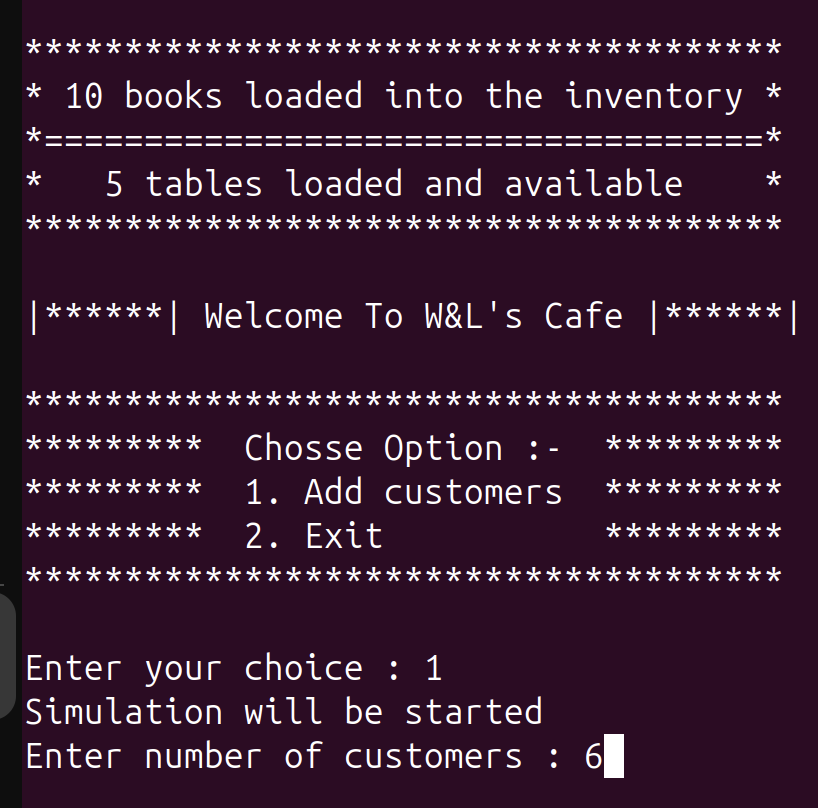 **************************************
* 10 books loaded into the inventory *
*====================================*
*   5 tables loaded and available    *
**************************************
|******| Welcome To W&L's Cafe |******|
**************************************
*********  Chosse Option :-  *********
*********  1. Add customers  *********
*********  2. Exit           *********
**************************************
Enter your choice : 1
Simulation will be started
Enter number of customers : 6